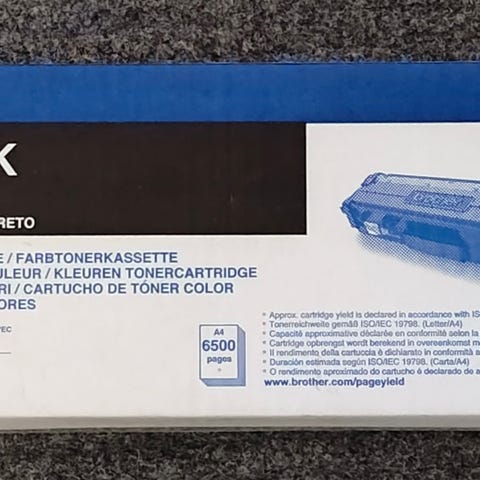 K
RETO
E / FARBTONERKASSETTE
ULEUR / KLEUREN TONERCARTRIDGE
RI / CARTUCHO DE TÓNER COLOR
ORES
A4
6500
pages
° Approx. cartridge yield is declared in accordance with IS
° Tonerreichweite gemäß ISO/IEC 19798. (Letter/A4)
° Capacité approximative déclarée en conformité selon la
° Cartridge opbrengst wordt berekend in overeenkomst m
° Il rendimento della cartuccia è dichiarato in conformità a
° Duración estimada según ISO/IEC 19798. (Carta/A4)
° O rendimento aproximado do cartucho é declarado de a
www.brother.com/pageyield